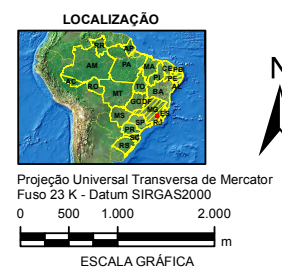 LOCALIZAÇÃO
RR AP
AM PA MA CE PB
PI PE
AC RO TO AL
MT BA
GO DF
MG ES
MS SP RJ
PR
SC
RS
N
Projeção Universal Transversa de Mercator
Fuso 23 K - Datum SIRGAS2000
0 500 1.000 2.000
m
ESCALA GRÁFICA